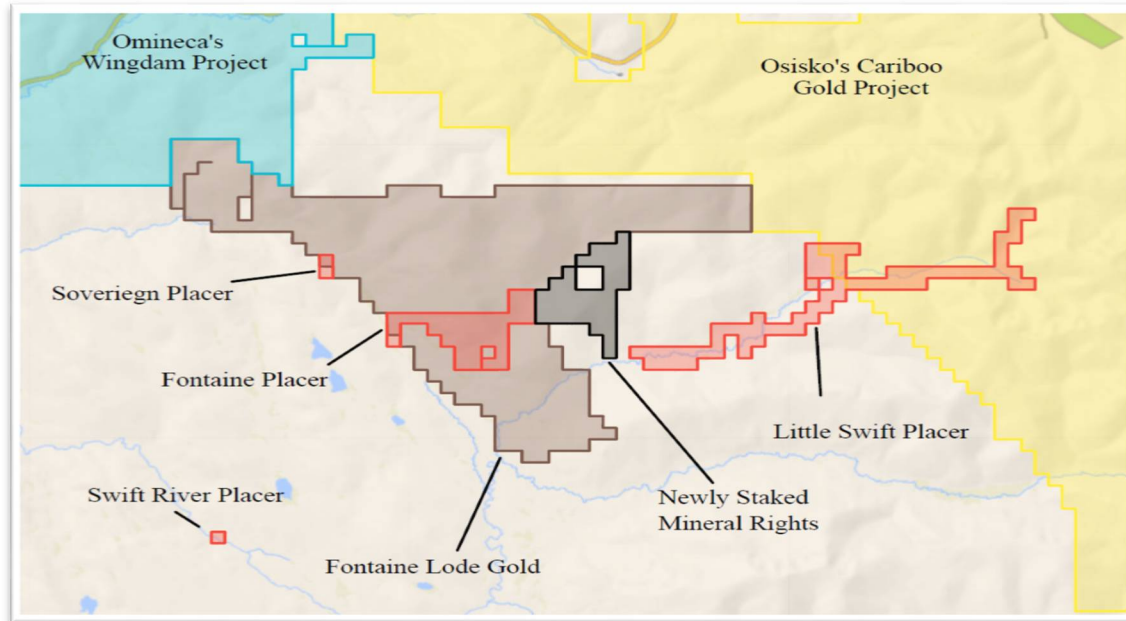 Omineca's
Wingdam Project
Osisko's Cariboo
Gold Project
Soveriegn Placer
Fontaine Placer
Little Swift Placer
Swift River Placer
Newly Staked
Mineral Rights
Fontaine Lode Gold